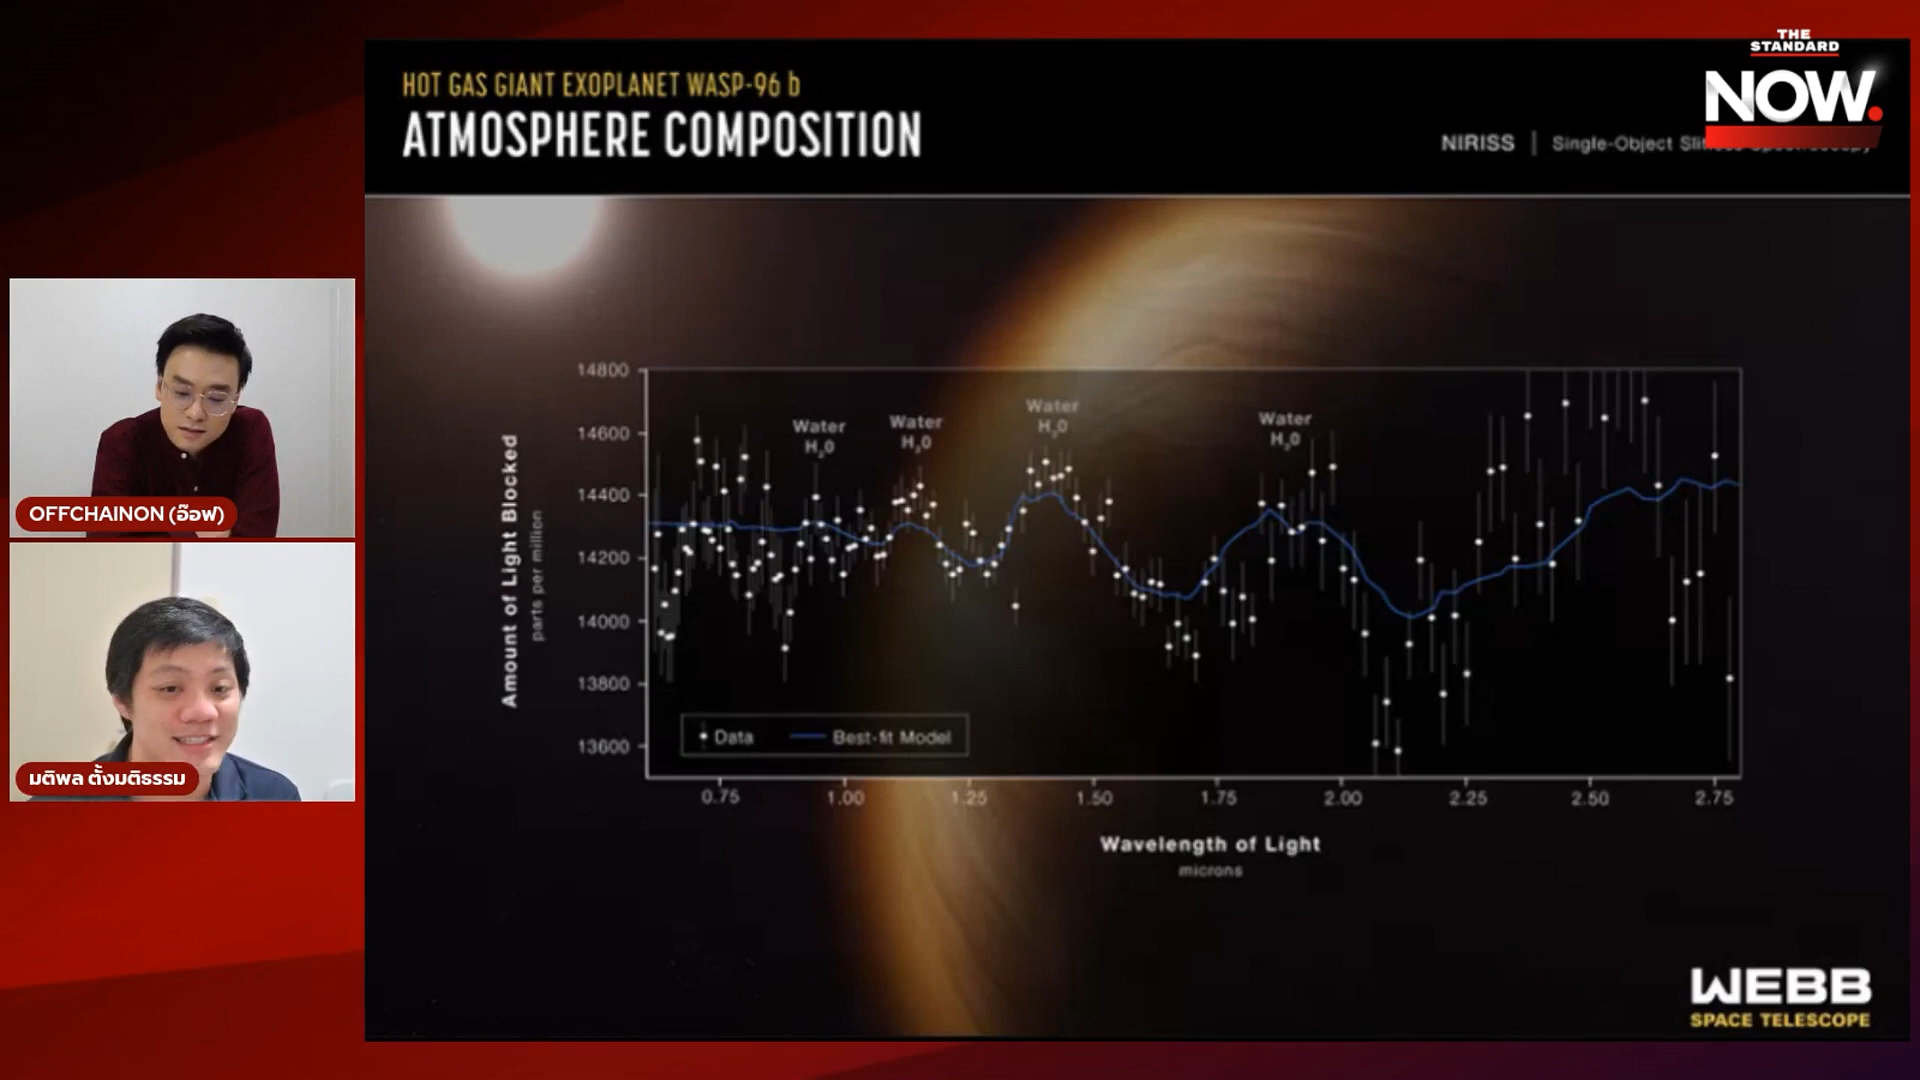 THE
STANDARD
NOW.
HOT GAS GIANT EXOPLANET WASP-96 b
ATMOSPHERE COMPOSITION
NIRISS | Single-Object
OFFCHAINON (อ๊อฟ)
มติพล ตั้งมติธรรม
Amount of Light Blocked
parts per million
14800
14600
14400
14200
14000
13800
13600
Water
H₂O
Water
H₂O
Water
H₂O
Water
H₂O
Data
Best-fit Model
0.75 1.00 1.25 1.50 1.75 2.00 2.25 2.50 2.75
Wavelength of Light
microns
WEBB
SPACE TELESCOPE